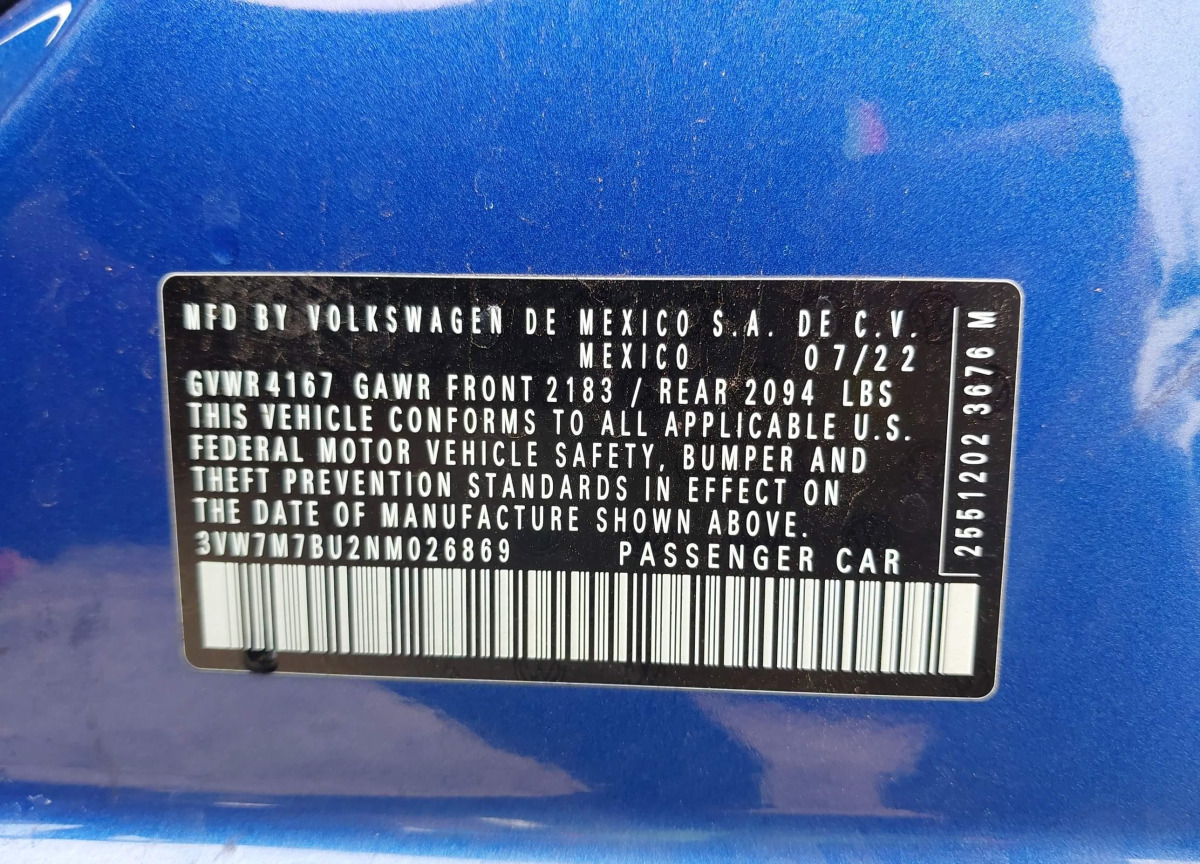 MFD BY VOLKSWAGEN DE MEXICO S.A. DE C.V.
MEXICO 07/22
GVWR 4167 GAWR FRONT 2183 / REAR 2094 LBS
THIS VEHICLE CONFORMS TO ALL APPLICABLE U.S.
FEDERAL MOTOR VEHICLE SAFETY, BUMPER AND
THEFT PREVENTION STANDARDS IN EFFECT ON
THE DATE OF MANUFACTURE SHOWN ABOVE.
3VW7M7BU2NM026869 PASSENGER CAR
2551202 3676 M